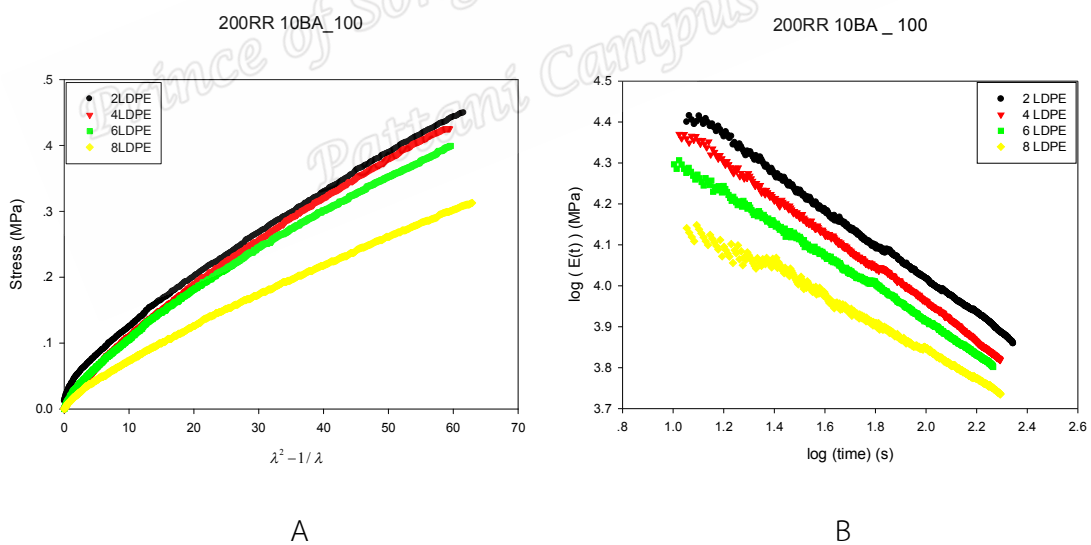 Prince of Song
Pattani Campus
200RR 10BA_100
Stress (MPa)
.5
.4
.3
.2
.1
0.0
2LDPE
4LDPE
6LDPE
8LDPE
0 10 20 30 40 50 60 70
λ² − 1/ λ
A
200RR 10BA _ 100
log ( E(t) ) (MPa)
4.5
4.4
4.3
4.2
4.1
4.0
3.9
3.8
3.7
2 LDPE
4 LDPE
6 LDPE
8 LDPE
.8 1.0 1.2 1.4 1.6 1.8 2.0 2.2 2.4 2.6
log (time) (s)
B